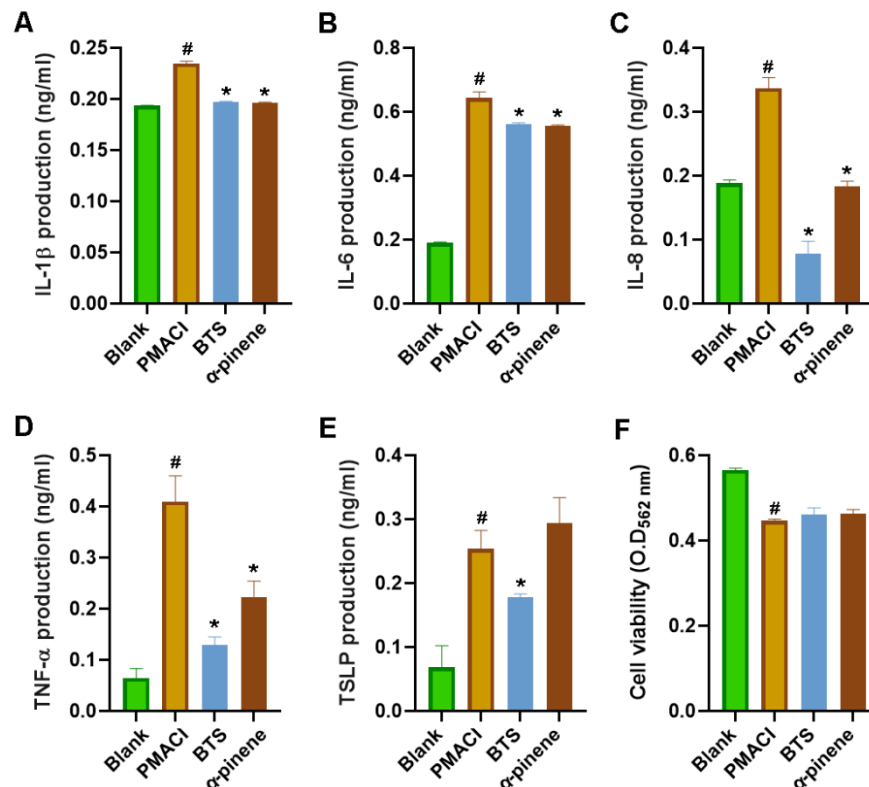 A
IL-1β production (ng/ml)
0.25
0.20
0.15
0.10
0.05
0.00
#
*
*
Blank
PMACI
BTS
α-pinene
B
IL-6 production (ng/ml)
0.8
0.6
0.4
0.2
0.0
#
*
*
Blank
PMACI
BTS
α-pinene
C
IL-8 production (ng/ml)
0.4
0.3
0.2
0.1
0.0
#
*
*
Blank
PMACI
BTS
α-pinene
D
TNF-α production (ng/ml)
0.5
0.4
0.3
0.2
0.1
0.0
#
*
*
Blank
PMACI
BTS
α-pinene
E
TSLP production (ng/ml)
0.4
0.3
0.2
0.1
0.0
#
*
Blank
PMACI
BTS
α-pinene
F
Cell viability (O.D562 nm)
0.6
0.4
0.2
0.0
#
Blank
PMACI
BTS
α-pinene